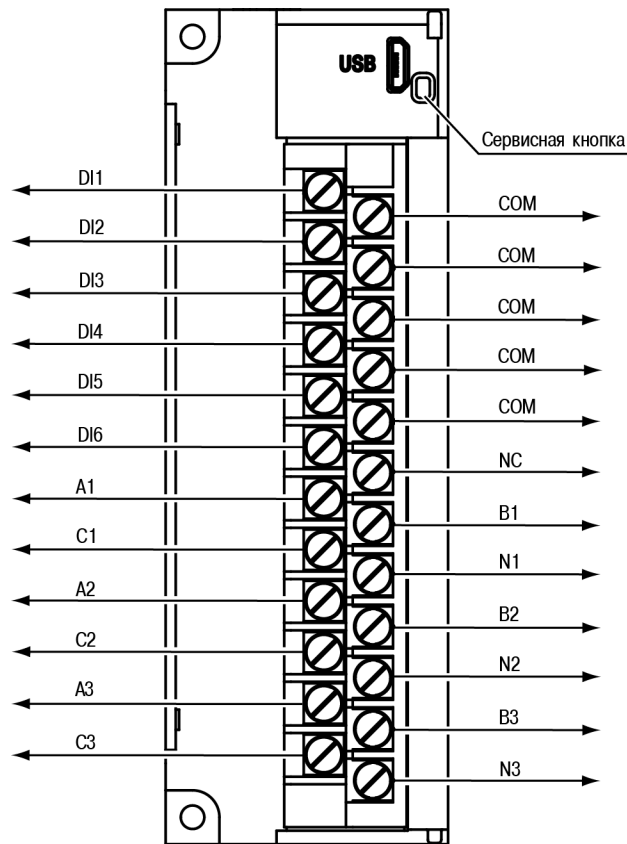 USB
Сервисная кнопка
DI1
COM
DI2
COM
DI3
COM
DI4
COM
DI5
COM
DI6
NC
A1
B1
C1
N1
A2
B2
C2
N2
A3
B3
C3
N3